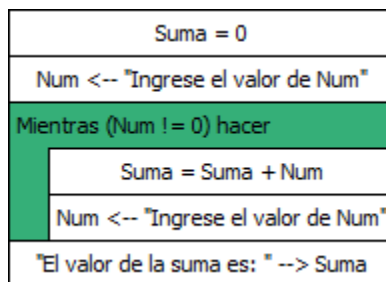 Suma = 0
Num <-- "Ingrese el valor de Num"
Mientras (Num != 0) hacer
Suma = Suma + Num
Num <-- "Ingrese el valor de Num"
"El valor de la suma es: " --> Suma